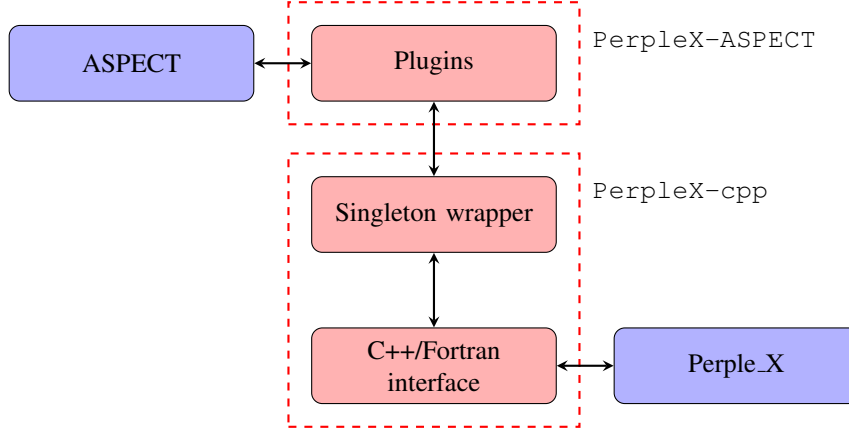 PerpleX-ASPECT
ASPECT
Plugins
PerpleX-cpp
Singleton wrapper
C++/Fortran
interface
Perple_X